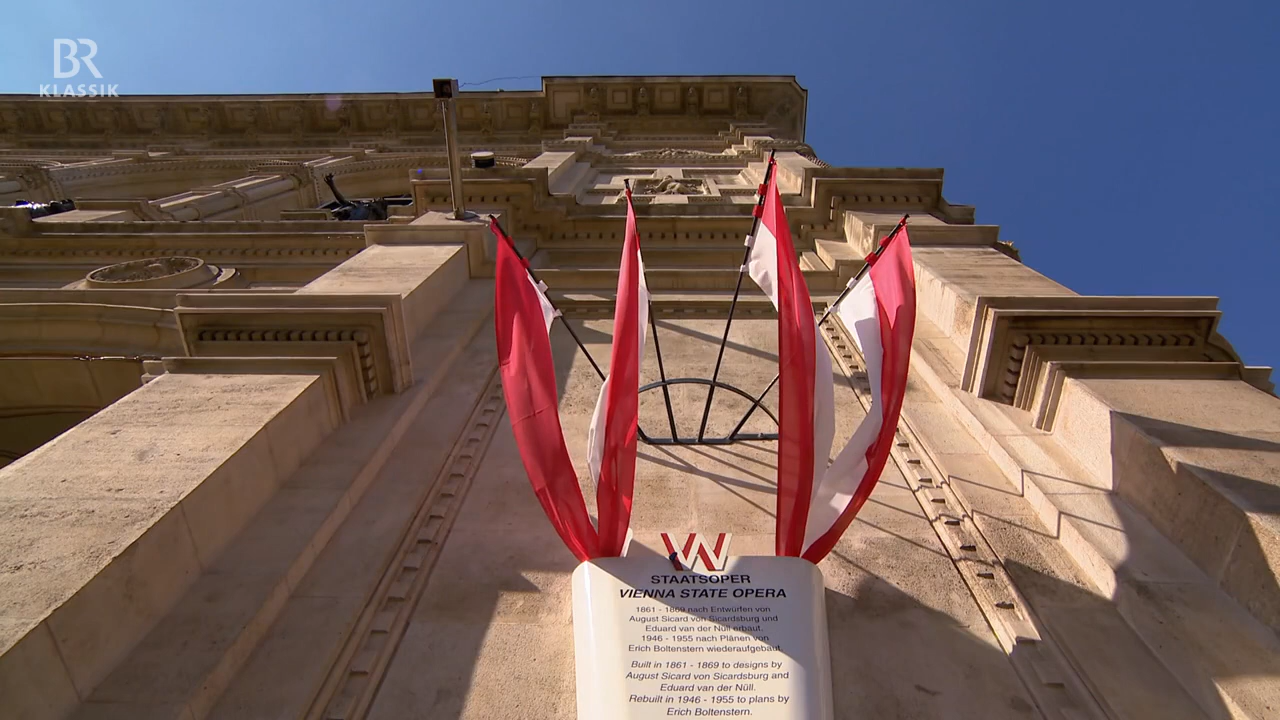 BR
KLASSIK
W
STAATSOPER
VIENNA STATE OPERA
1861 - 1869 nach Entwürfen von
August Sicard von Sicardsburg und
Eduard van der Nüll erbaut.
1946 - 1955 nach Plänen von
Erich Boltenstern wiederaufgebaut.
Built in 1861 - 1869 to designs by
August Sicard von Sicardsburg and
Eduard van der Nüll.
Rebuilt in 1946 - 1955 to plans by
Erich Boltenstern.